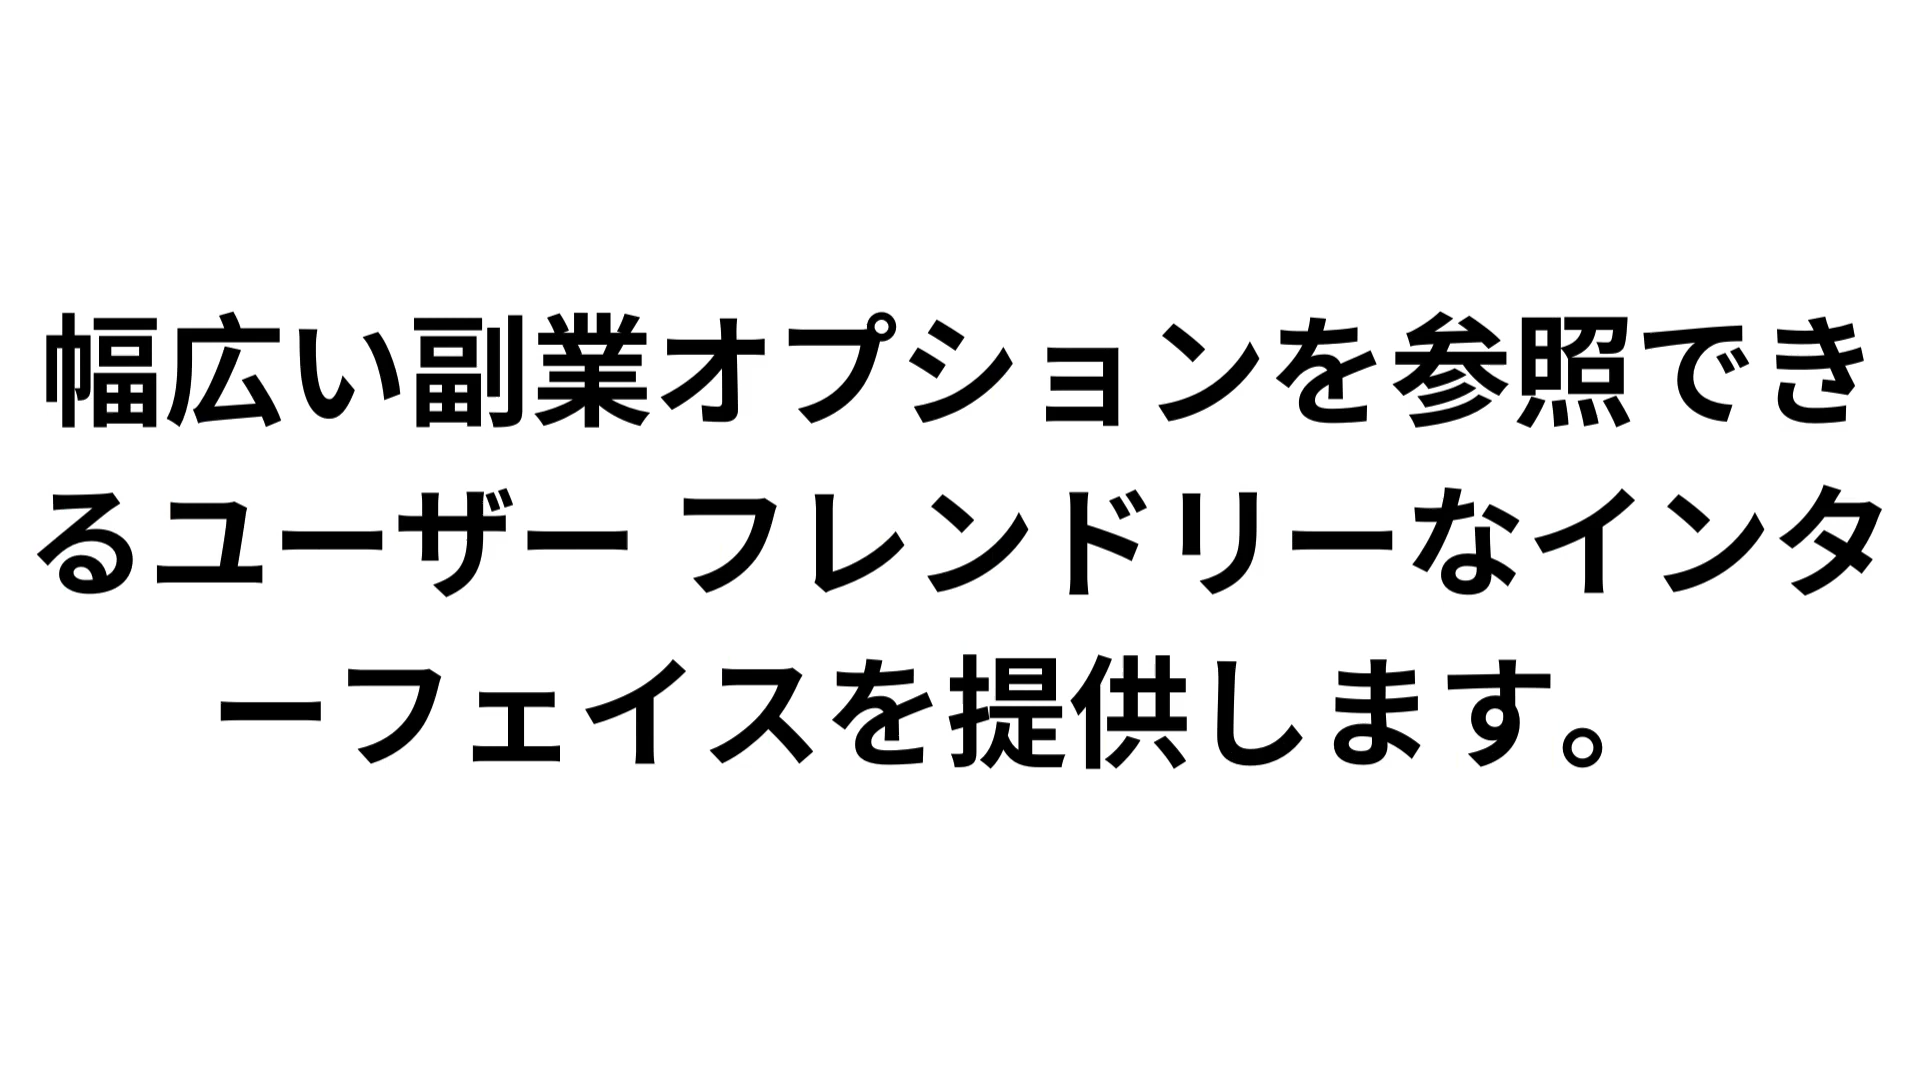 幅広い副業オプションを参照でき
るユーザー フレンドリーなインタ
ーフェイスを提供します。